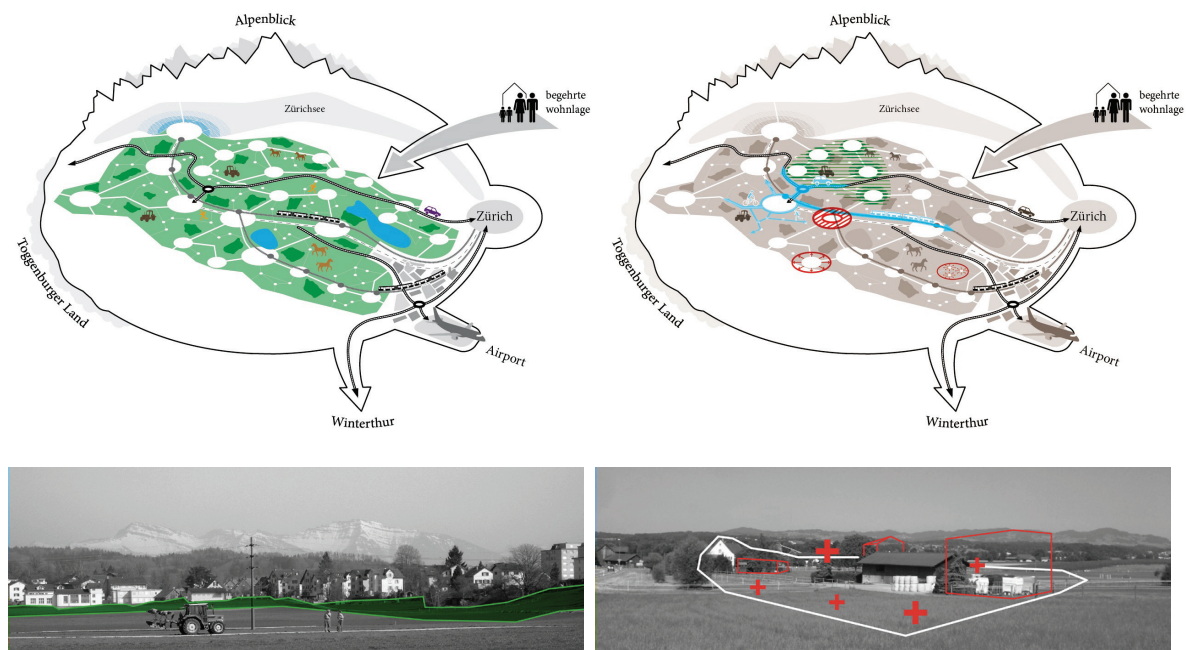 Alpenblick
Zürichsee
begehrte
wohnlage
Zürich
Toggenburger Land
Airport
Winterthur
Alpenblick
Zürichsee
begehrte
wohnlage
Zürich
Toggenburger Land
Airport
Winterthur